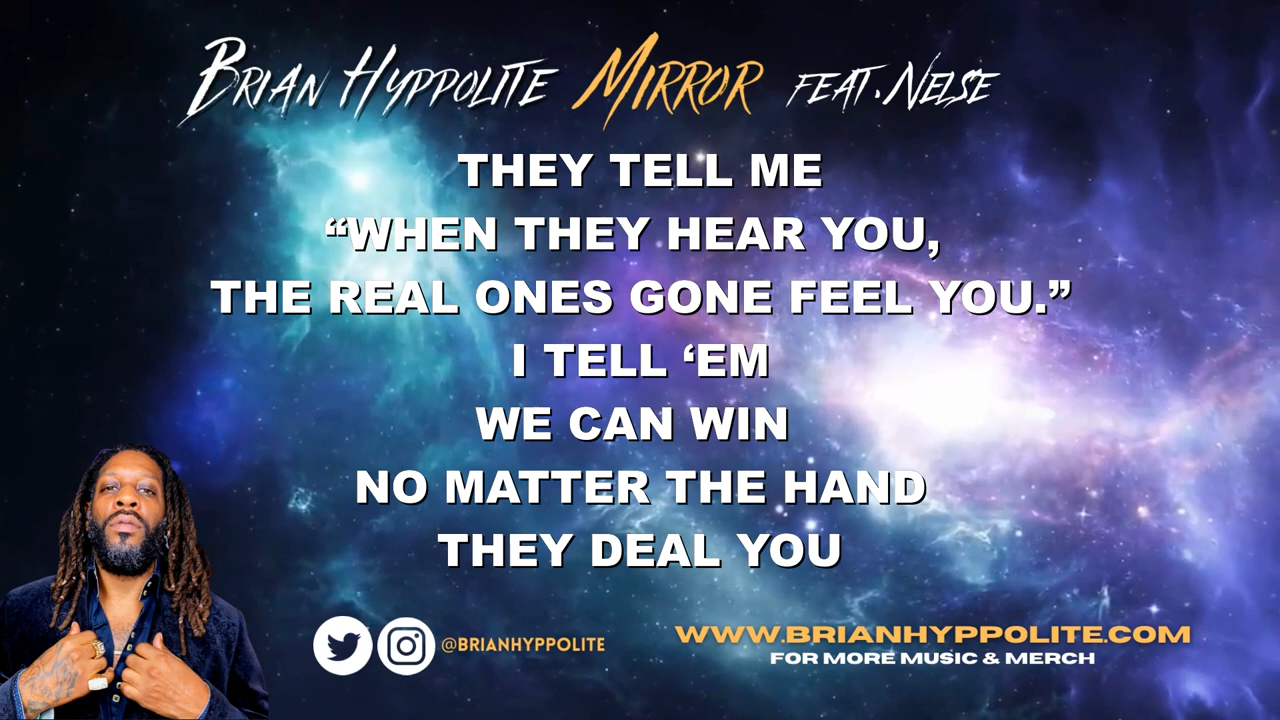 BRIAN HYPPOLITE MIRROR FEAT. NELSE
THEY TELL ME
“WHEN THEY HEAR YOU,
THE REAL ONES GONE FEEL YOU.”
I TELL ‘EM
WE CAN WIN
NO MATTER THE HAND
THEY DEAL YOU
@BRIANHYPPOLITE
WWW.BRIANHYPPOLITE.COM
FOR MORE MUSIC & MERCH